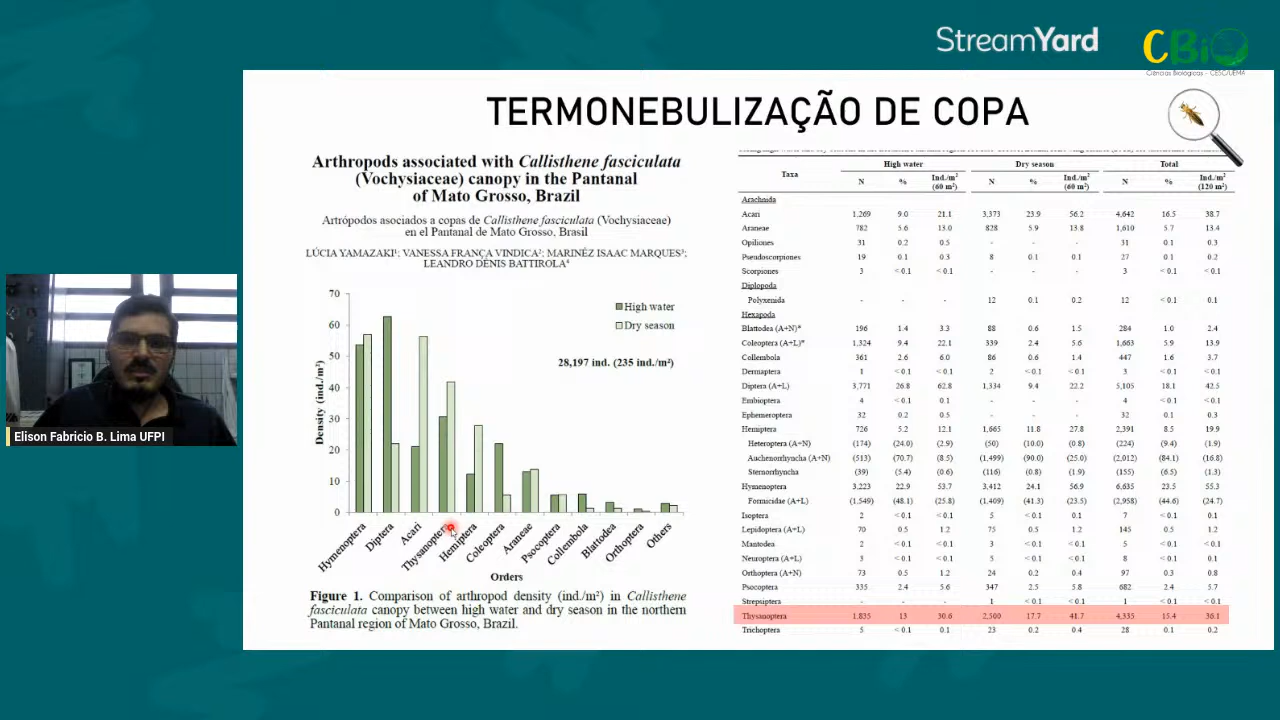 StreamYard
CBiO
Ciências Biológicas - CESC/UEMA
TERMONEBULIZAÇÃO DE COPA
Arthropods associated with Callisthene fasciculata
(Vochysiaceae) canopy in the Pantanal
of Mato Grosso, Brazil
Artrópodos asociados a copas de Callisthene fasciculata (Vochysiaceae)
en el Pantanal de Mato Grosso, Brasil
LÚCIA YAMAZAKI¹; VANESSA FRANÇA VINDICA²; MARINÊZ ISAAC MARQUES³;
LEANDRO DÊNIS BATTIROLA⁴
High water
Dry season
28,197 ind. (235 ind./m²)
Density (ind./m²)
70
60
50
40
30
20
10
0
Hymenoptera
Diptera
Acari
Thysanoptera
Hemiptera
Coleoptera
Araneae
Psocoptera
Collembola
Blattodea
Orthoptera
Others
Orders
Figure 1. Comparison of arthropod density (ind./m²) in Callisthene
fasciculata canopy between high water and dry season in the northern
Pantanal region of Mato Grosso, Brazil.
Taxa High water Dry season Total
N % Ind./m² (60 m²) N % Ind./m² (60 m²) N % Ind./m² (120 m²)
Arachnida
Acari 1,269 9.0 21.1 3,373 23.9 56.2 4,642 16.5 38.7
Araneae 782 5.6 13.0 828 5.9 13.8 1,610 5.7 13.4
Opiliones 31 0.2 0.5 - - - 31 0.1 0.3
Pseudoscorpiones 19 0.1 0.3 8 0.1 0.1 27 0.1 0.2
Scorpiones 3 < 0.1 < 0.1 - - - 3 < 0.1 < 0.1
Diplopoda
Polyxenida - - - 12 0.1 0.2 12 < 0.1 0.1
Hexapoda
Blattodea (A+N)* 196 1.4 3.3 88 0.6 1.5 284 1.0 2.4
Coleoptera (A+L)* 1,324 9.4 22.1 339 2.4 5.6 1,663 5.9 13.9
Collembola 361 2.6 6.0 86 0.6 1.4 447 1.6 3.7
Dermaptera 1 < 0.1 < 0.1 2 < 0.1 < 0.1 3 < 0.1 < 0.1
Diptera (A+L) 3,771 26.8 62.8 1,334 9.4 22.2 5,105 18.1 42.5
Embioptera 4 < 0.1 0.1 - - - 4 < 0.1 < 0.1
Ephemeroptera 32 0.2 0.5 - - - 32 0.1 0.3
Hemiptera 726 5.2 12.1 1,665 11.8 27.8 2,391 8.5 19.9
Heteroptera (A+N) (174) (24.0) (2.9) (50) (10.0) (0.8) (224) (9.4) (1.9)
Auchenorrhyncha (A+N) (513) (70.7) (8.5) (1,499) (90.0) (25.0) (2,012) (84.1) (16.8)
Sternorrhyncha (39) (5.4) (0.6) (116) (0.8) (1.9) (155) (6.5) (1.3)
Hymenoptera 3,223 22.9 53.7 3,412 24.1 56.9 6,635 23.5 55.3
Formicidae (A+L) (1,549) (48.1) (25.8) (1,409) (41.3) (23.5) (2,958) (44.6) (24.7)
Isoptera 2 < 0.1 < 0.1 5 < 0.1 0.1 7 < 0.1 0.1
Lepidoptera (A+L) 70 0.5 1.2 75 0.5 1.2 145 0.5 1.2
Mantodea 2 < 0.1 < 0.1 3 < 0.1 < 0.1 5 < 0.1 < 0.1
Neuroptera (A+L) 3 < 0.1 < 0.1 5 < 0.1 < 0.1 8 < 0.1 0.1
Orthoptera (A+N) 73 0.5 1.2 24 0.2 0.4 97 0.3 0.8
Psocoptera 335 2.4 5.6 347 2.5 5.8 682 2.4 5.7
Strepsiptera - - - 1 < 0.1 < 0.1 1 < 0.1 < 0.1
Thysanoptera 1,835 13 30.6 2,500 17.7 41.7 4,335 15.4 36.1
Trichoptera 5 < 0.1 0.1 23 0.2 0.4 28 0.1 0.2
Elison Fabricio B. Lima UFPI